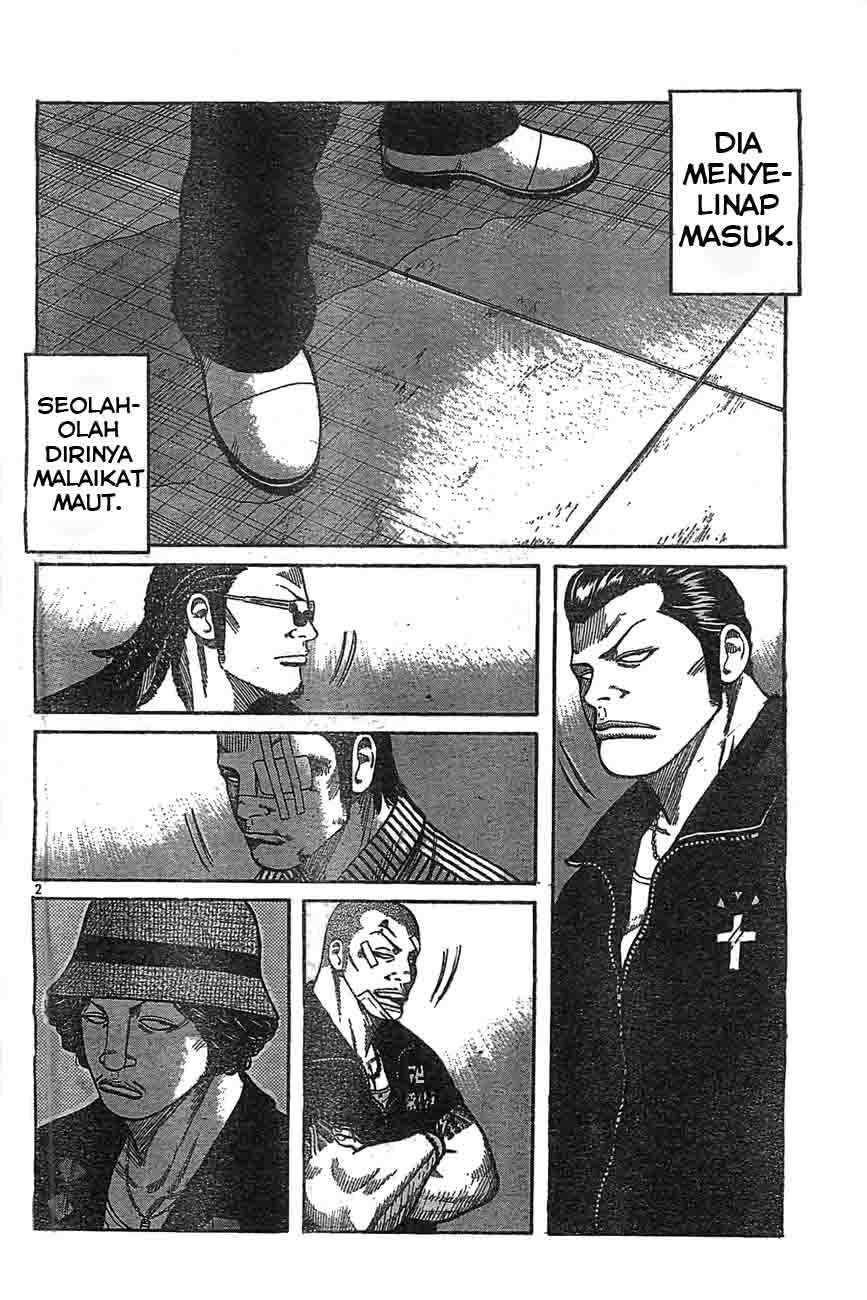 DIA
MENYE-
LINAP
MASUK.
SEOLAH-
OLAH
DIRINYA
MALAIKAT
MAUT.
2